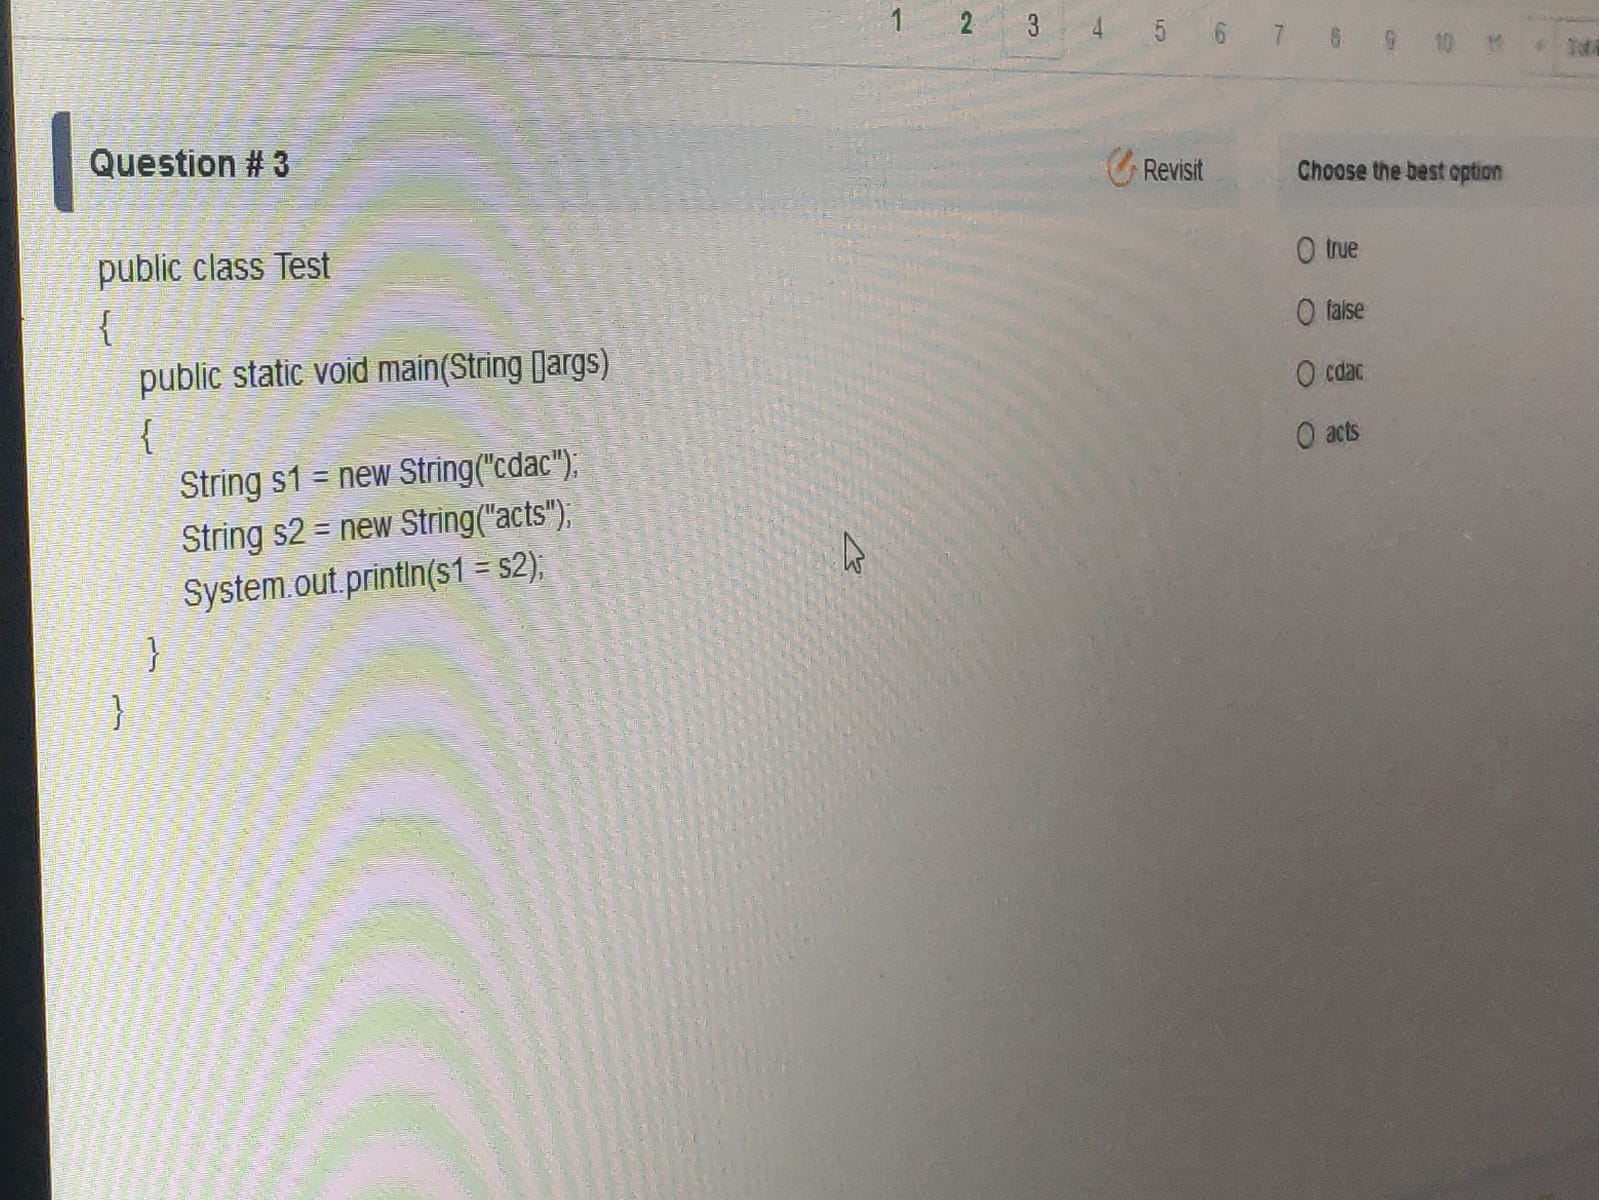 1 2 3 4 5 6 7 8 9 10 11
Question # 3
Revisit
Choose the best option
public class Test
{
public static void main(String []args)
{
String s1 = new String("cdac");
String s2 = new String("acts");
System.out.println(s1 = s2);
}
}
true
false
cdac
acts